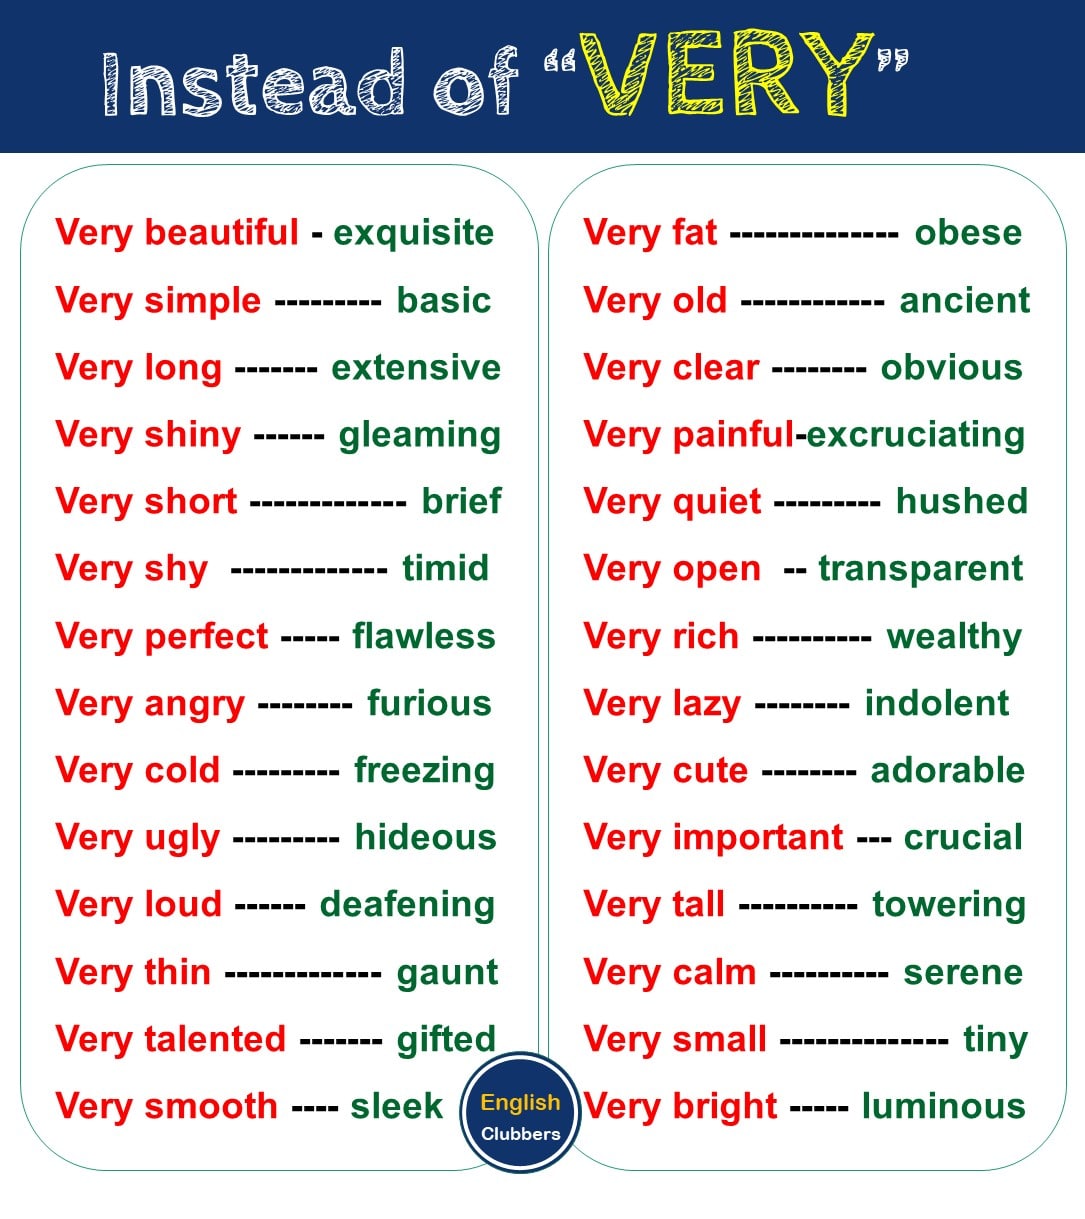 Instead of “VERY”
Very beautiful - exquisite
Very simple --------- basic
Very long ------- extensive
Very shiny ------ gleaming
Very short ------------- brief
Very shy ------------- timid
Very perfect ----- flawless
Very angry -------- furious
Very cold --------- freezing
Very ugly --------- hideous
Very loud ------ deafening
Very thin ------------- gaunt
Very talented ------- gifted
Very smooth ---- sleek
Very fat -------------- obese
Very old ------------ ancient
Very clear -------- obvious
Very painful-excruciating
Very quiet --------- hushed
Very open -- transparent
Very rich ---------- wealthy
Very lazy -------- indolent
Very cute -------- adorable
Very important --- crucial
Very tall ---------- towering
Very calm ---------- serene
Very small -------------- tiny
Very bright ----- luminous
English
Clubbers